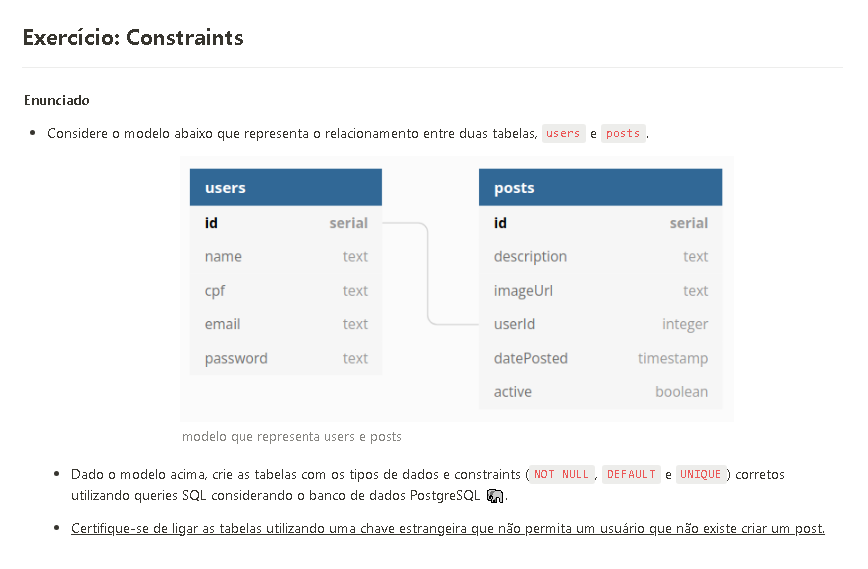 Exercício: Constraints
Enunciado
• Considere o modelo abaixo que representa o relacionamento entre duas tabelas, users e posts.
users
id serial
name text
cpf text
email text
password text
posts
id serial
description text
imageUrl text
userId integer
datePosted timestamp
active boolean
modelo que representa users e posts
• Dado o modelo acima, crie as tabelas com os tipos de dados e constraints ( NOT NULL, DEFAULT e UNIQUE ) corretos
utilizando queries SQL considerando o banco de dados PostgreSQL 🐘.
• Certifique-se de ligar as tabelas utilizando uma chave estrangeira que não permita um usuário que não existe criar um post.